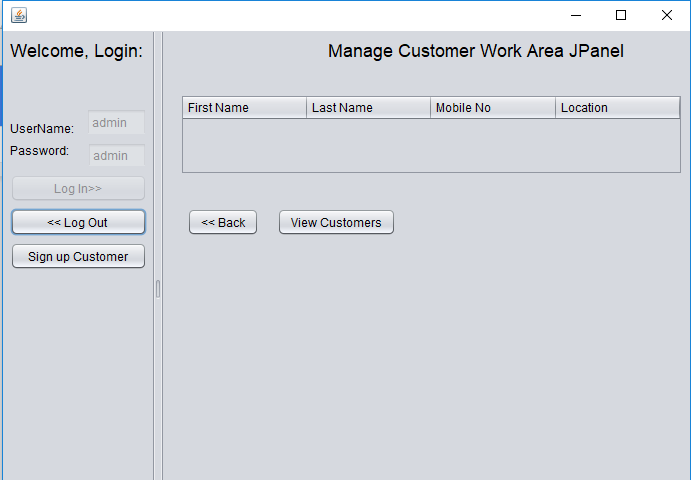 Welcome, Login:
UserName: admin
Password: admin
Log In>>
<< Log Out
Sign up Customer
Manage Customer Work Area JPanel
First Name Last Name Mobile No Location
<< Back View Customers